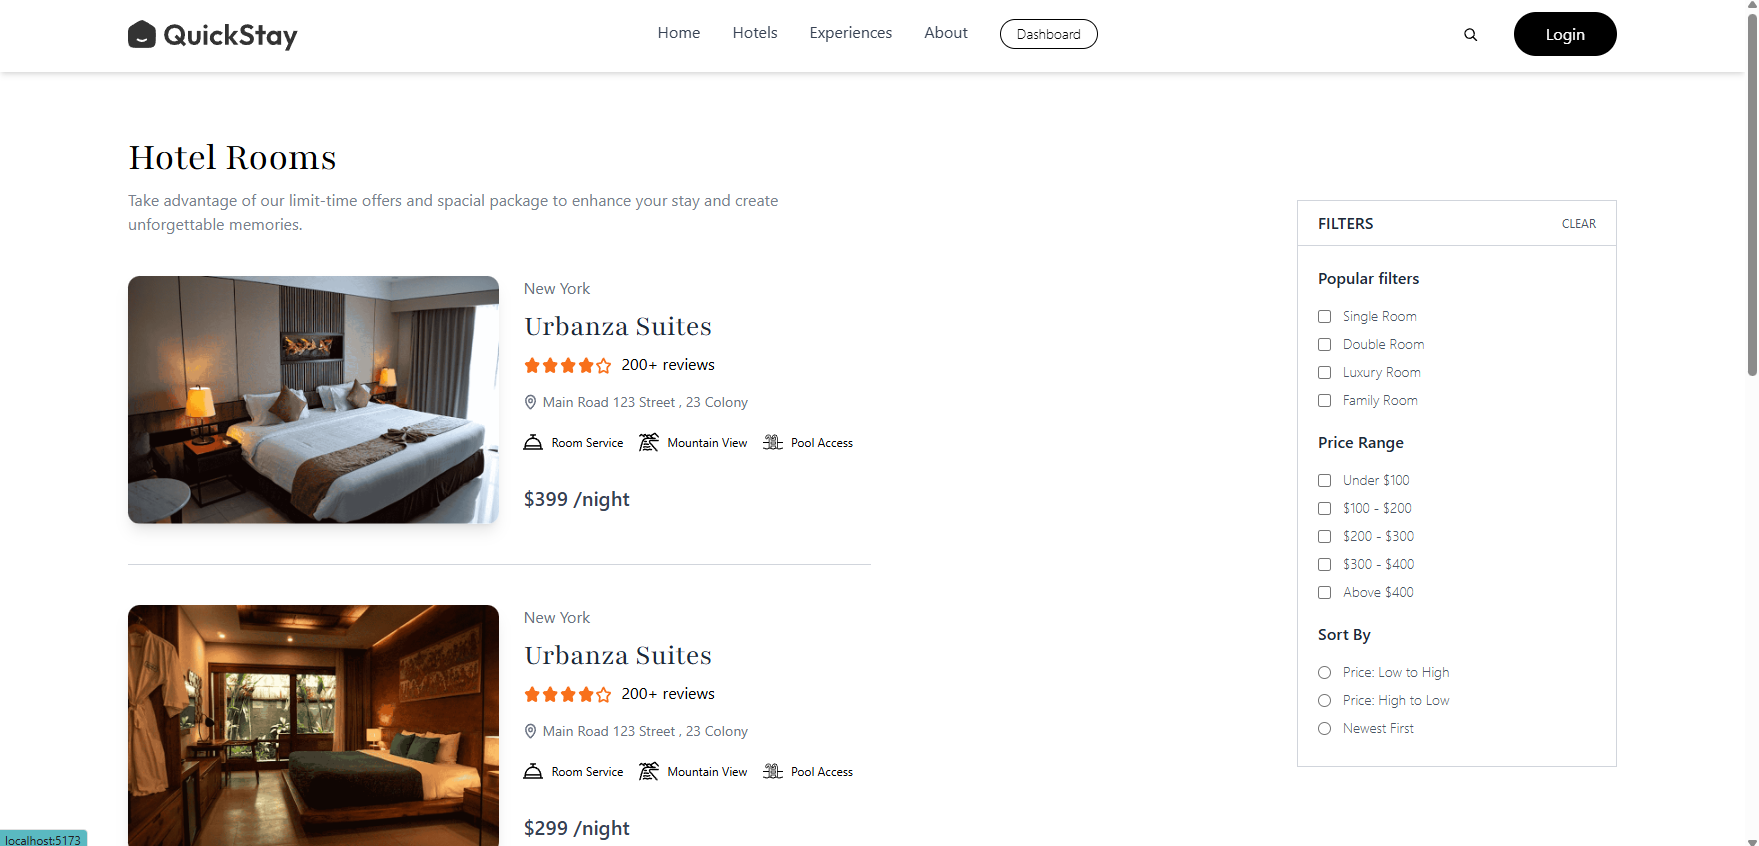 QuickStay
Home
Hotels
Experiences
About
Dashboard
Login
Hotel Rooms
Take advantage of our limit-time offers and spacial package to enhance your stay and create
unforgettable memories.
New York
Urbanza Suites
200+ reviews
Main Road 123 Street , 23 Colony
Room Service
Mountain View
Pool Access
$399 /night
New York
Urbanza Suites
200+ reviews
Main Road 123 Street , 23 Colony
Room Service
Mountain View
Pool Access
$299 /night
FILTERS
CLEAR
Popular filters
Single Room
Double Room
Luxury Room
Family Room
Price Range
Under $100
$100 - $200
$200 - $300
$300 - $400
Above $400
Sort By
Price: Low to High
Price: High to Low
Newest First
localhost:5173